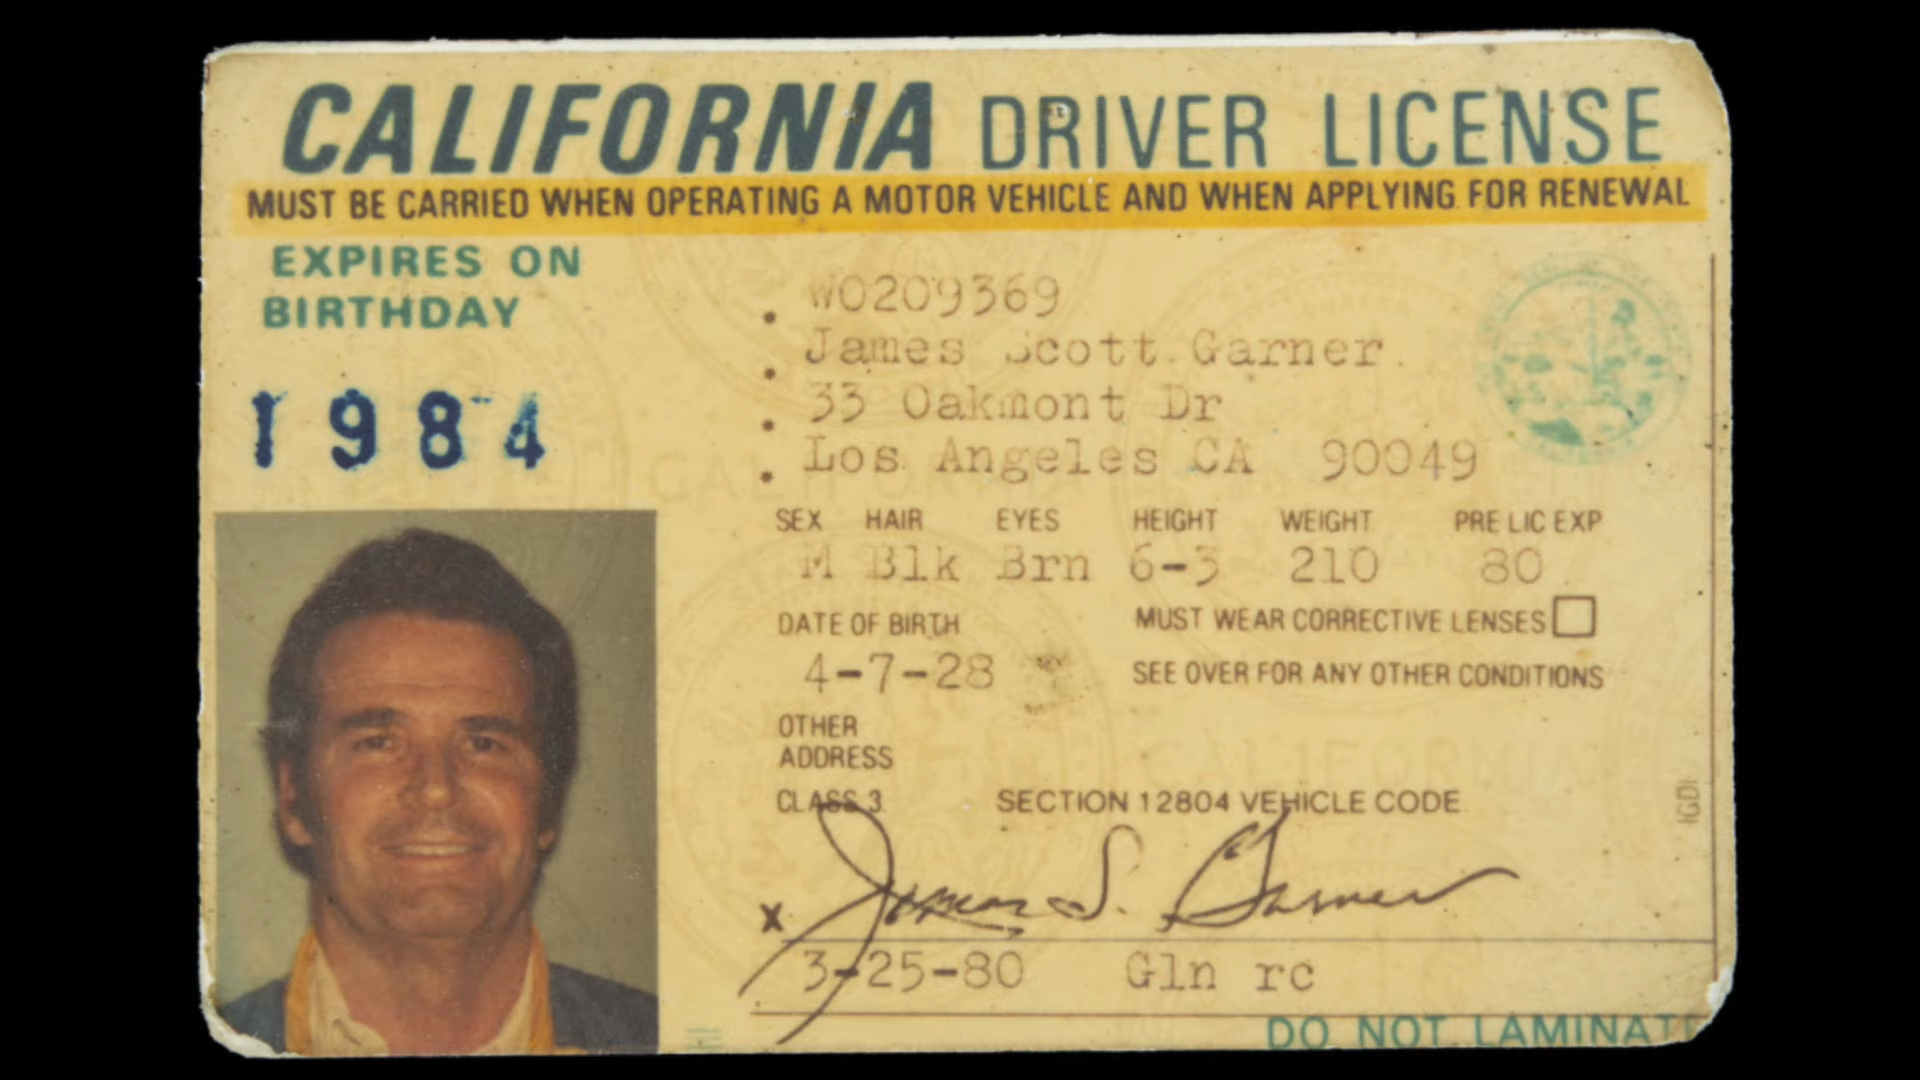 CALIFORNIA DRIVER LICENSE
MUST BE CARRIED WHEN OPERATING A MOTOR VEHICLE AND WHEN APPLYING FOR RENEWAL
EXPIRES ON
BIRTHDAY
1984
W0209369
James Scott Garner
33 Oakmont Dr
Los Angeles CA 90049
SEX HAIR EYES HEIGHT WEIGHT PRE LIC EXP
M Blk Brn 6-3 210 80
DATE OF BIRTH MUST WEAR CORRECTIVE LENSES
4-7-28 SEE OVER FOR ANY OTHER CONDITIONS
OTHER
ADDRESS
CLASS 3 SECTION 12804 VEHICLE CODE
X James S. Garner
3-25-80 Gln rc
DO NOT LAMINATE